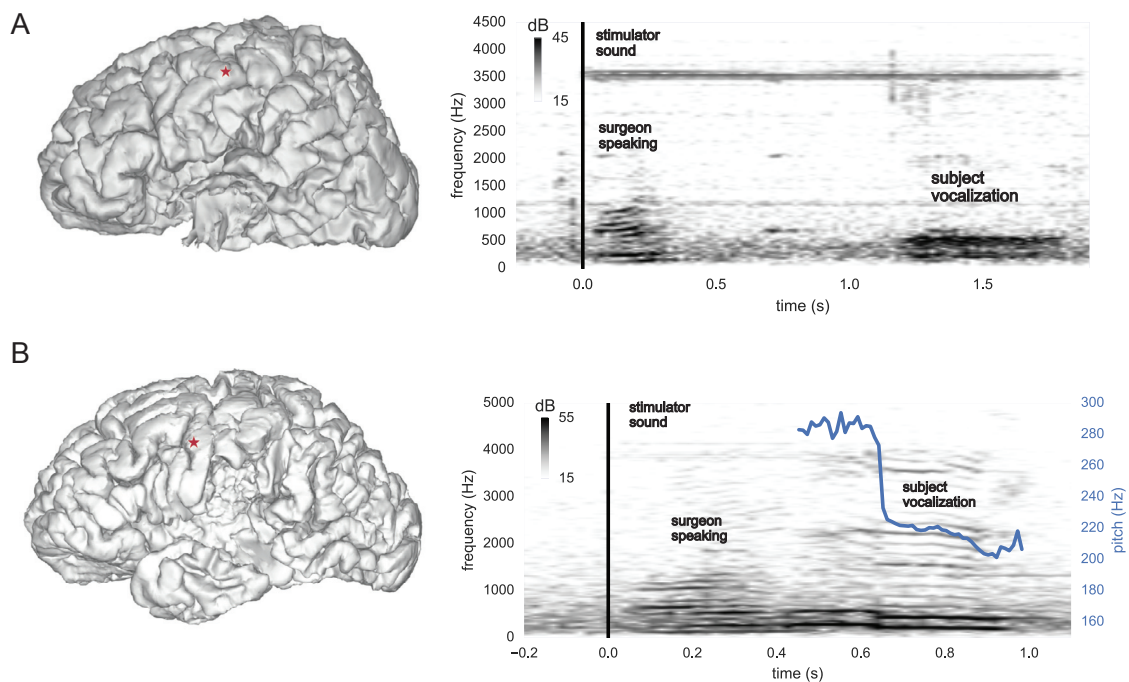 A
4500
4000
3500
3000
2500
2000
1500
1000
500
0
frequency (Hz)
dB
45
15
stimulator
sound
surgeon
speaking
subject
vocalization
0.0 0.5 1.0 1.5
time (s)
B
5000
4000
3000
2000
1000
0
frequency (Hz)
dB
55
15
stimulator
sound
surgeon
speaking
subject
vocalization
300
280
260
240
220
200
180
160
pitch (Hz)
−0.2 0.0 0.2 0.4 0.6 0.8 1.0
time (s)